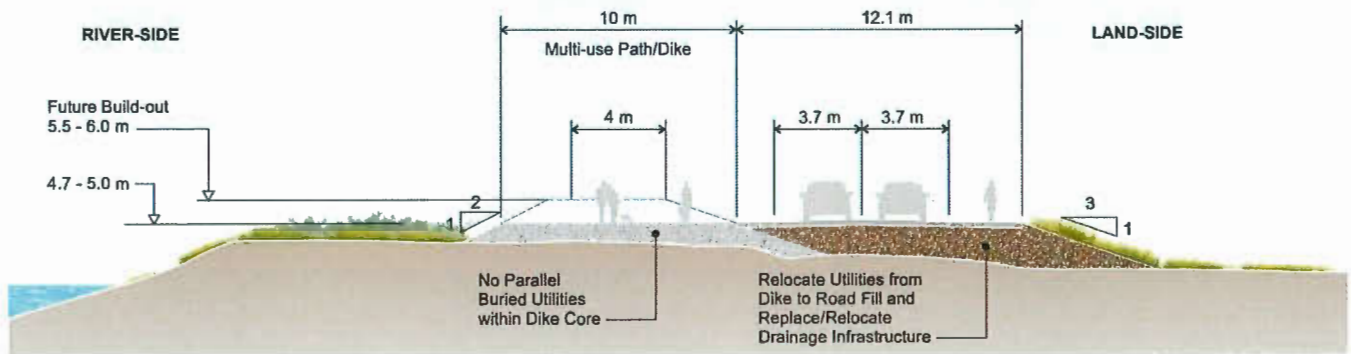 RIVER-SIDE
10 m
12.1 m
LAND-SIDE
Multi-use Path/Dike
Future Build-out
5.5 - 6.0 m
4 m
3.7 m
3.7 m
4.7 - 5.0 m
2
1
3
1
No Parallel
Buried Utilities
within Dike Core
Relocate Utilities from
Dike to Road Fill and
Replace/Relocate
Drainage Infrastructure